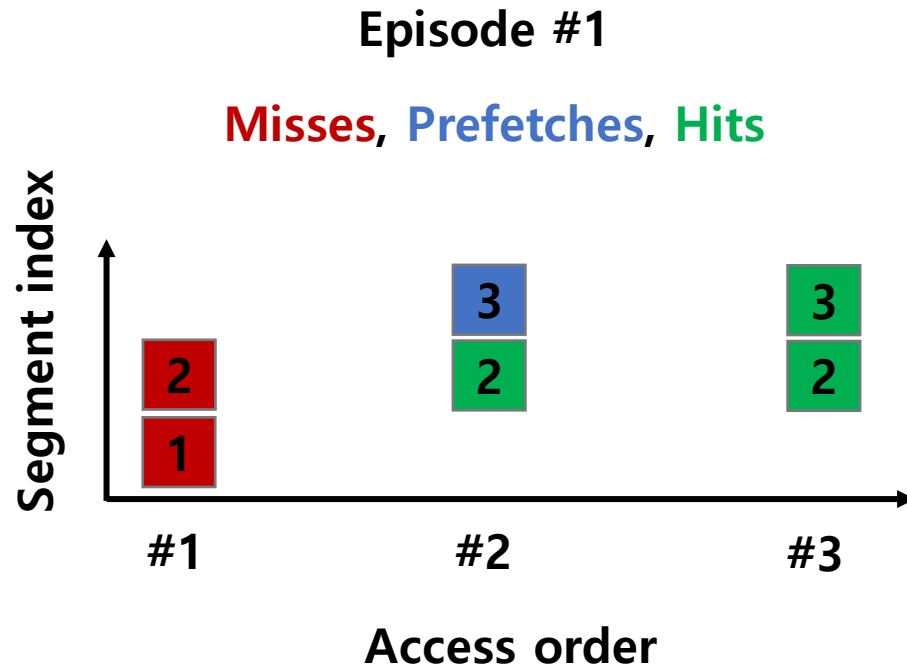 Episode #1
Misses, Prefetches, Hits
Segment index
3 3
2 2 2
1
#1 #2 #3
Access order